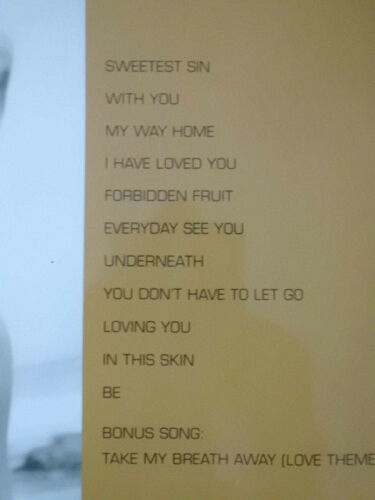 SWEETEST SIN
WITH YOU
MY WAY HOME
I HAVE LOVED YOU
FORBIDDEN FRUIT
EVERYDAY SEE YOU
UNDERNEATH
YOU DON'T HAVE TO LET GO
LOVING YOU
IN THIS SKIN
BE
BONUS SONG:
TAKE MY BREATH AWAY (LOVE THEME